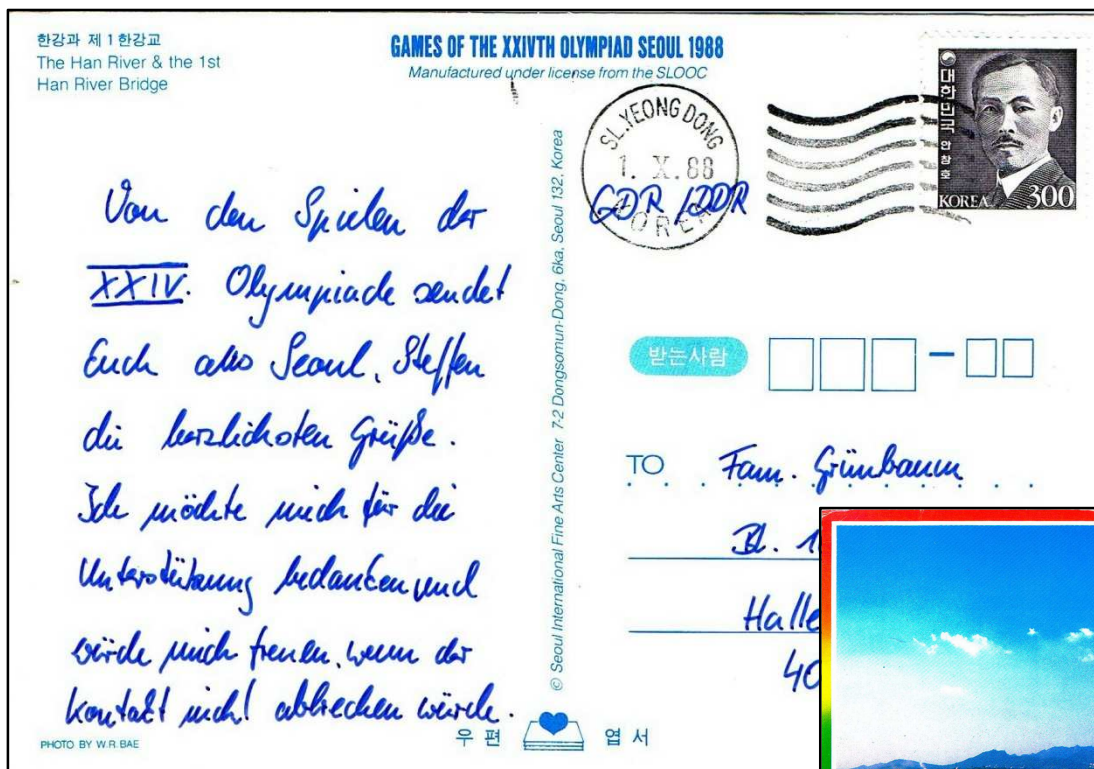 한강과 제 1 한강교
The Han River & the 1st
Han River Bridge
GAMES OF THE XXIVTH OLYMPIAD SEOUL 1988
Manufactured under license from the SLOOC
SL.YEONG DONG
1. X. 88
KOREA
대한민국 안창호
KOREA 300
GDR / DDR
Von den Spielen der
XXIV. Olympiade sendet
Euch aus Seoul, Steffen
die herzlichsten Grüße.
Ich möchte mich für die
Unterstützung bedanken und
würde mich freuen, wenn der
Kontakt nicht abbrechen würde.
PHOTO BY W.R. BAE
© Seoul International Fine Arts Center 7-2 Dongsomun-Dong, 6ka, Seoul 132, Korea
우편 엽서
받는사람
TO Fam. Grünbaum
Bl.
Halle
40